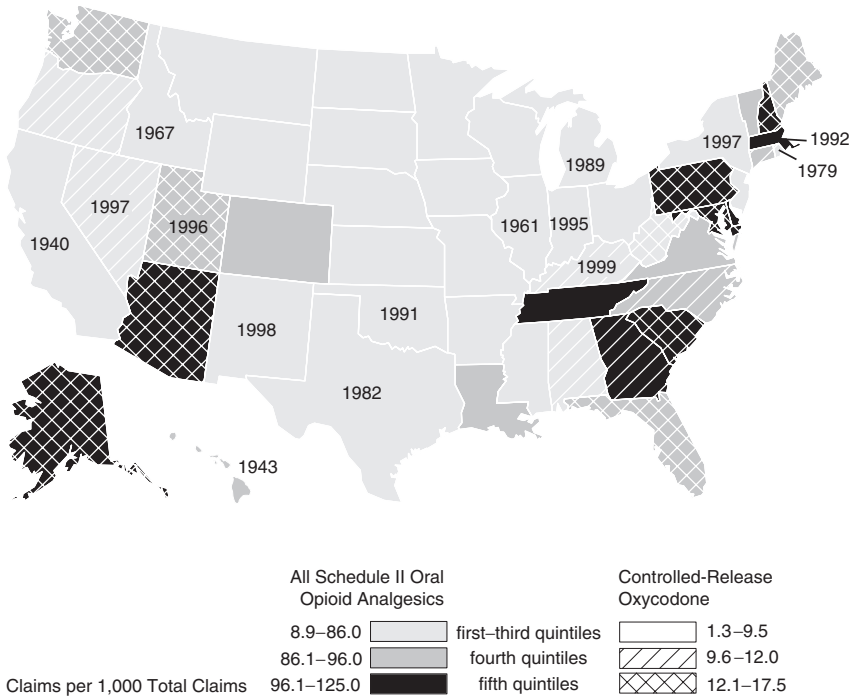 1967
1997
1992
1989
1979
1997
1996
1961 1995
1940
1999
1991
1998
1982
1943
All Schedule II Oral
Opioid Analgesics
Controlled-Release
Oxycodone
8.9–86.0 first–third quintiles 1.3–9.5
86.1–96.0 fourth quintiles 9.6–12.0
Claims per 1,000 Total Claims 96.1–125.0 fifth quintiles 12.1–17.5